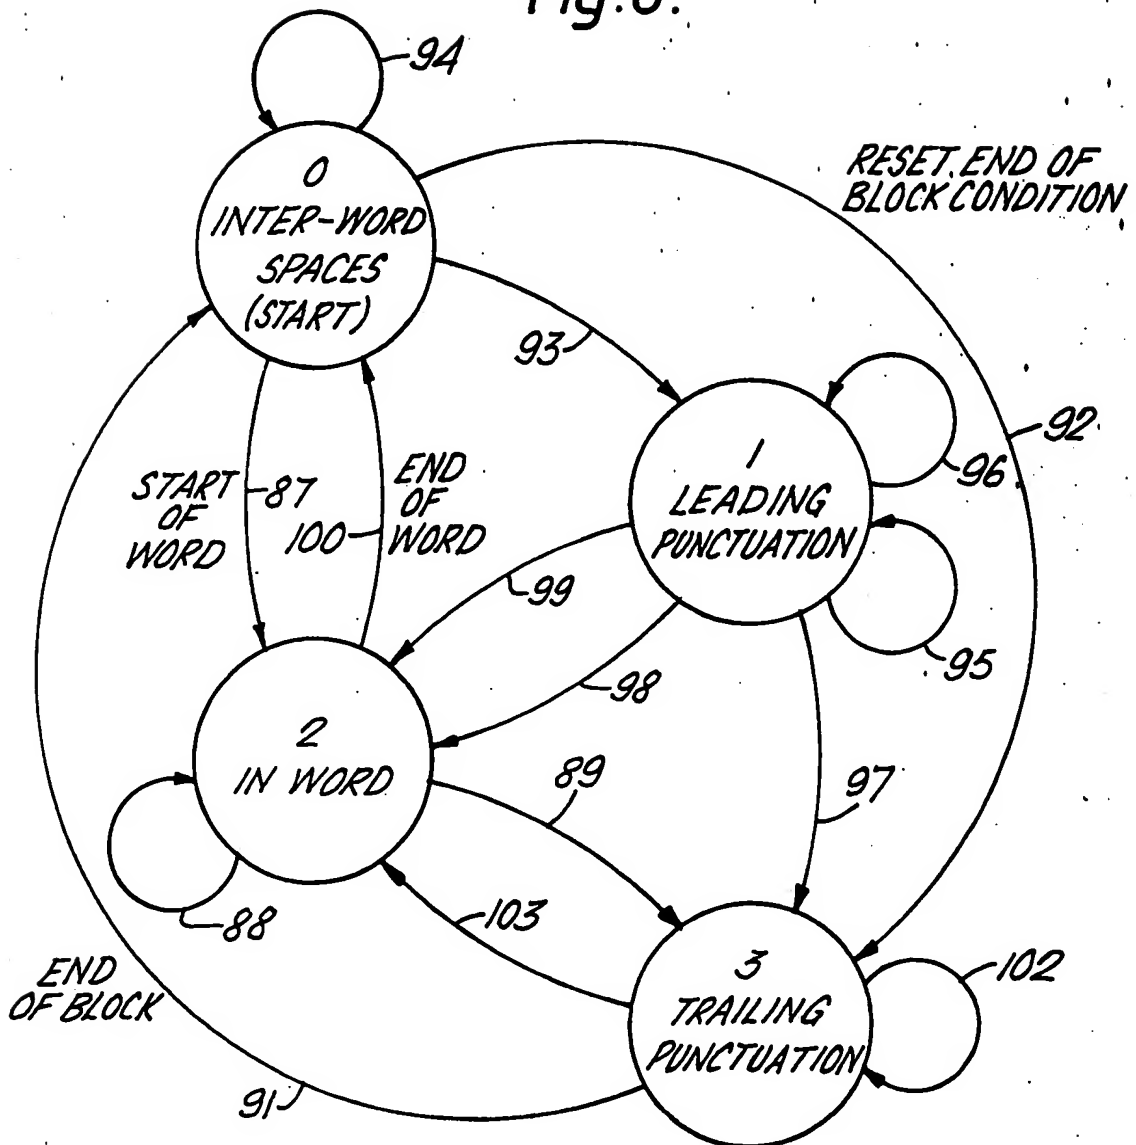 94
0
INTER-WORD
SPACES
(START)
RESET. END OF
BLOCK CONDITION
93
92
1
LEADING
PUNCTUATION
96
START
OF
WORD
87
100
END
OF
WORD
99
98
95
2
IN WORD
88
89
97
103
3
TRAILING
PUNCTUATION
102
END
OF BLOCK
91